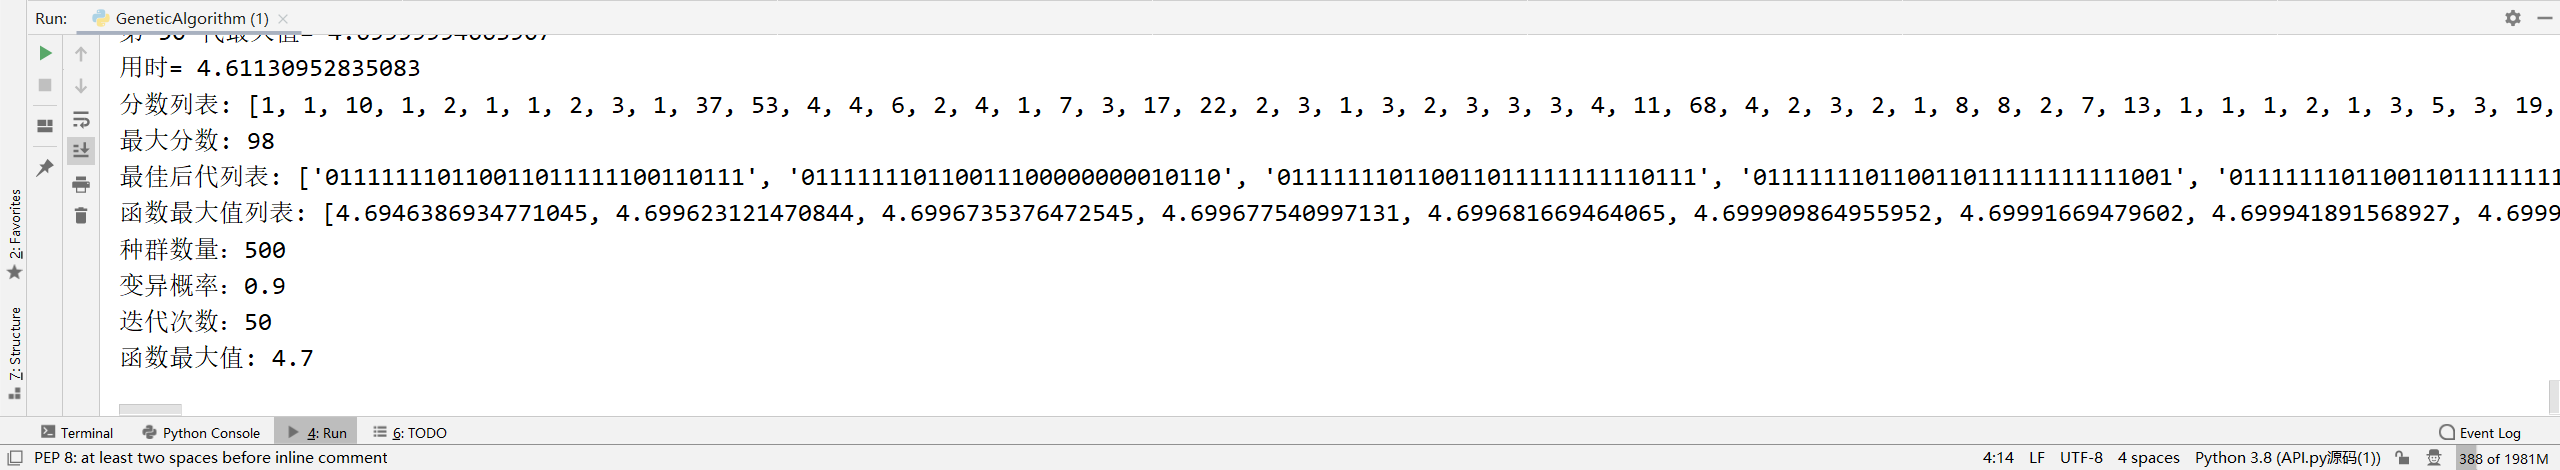 Run: GeneticAlgorithm (1)
用时= 4.61130952835083
分数列表: [1, 1, 10, 1, 2, 1, 1, 2, 3, 1, 37, 53, 4, 4, 6, 2, 4, 1, 7, 3, 17, 22, 2, 3, 1, 3, 2, 3, 3, 3, 4, 11, 68, 4, 2, 3, 2, 1, 8, 8, 2, 7, 13, 1, 1, 1, 2, 1, 3, 5, 3, 19,
最大分数: 98
最佳后代列表: ['0111111110110011011111100110111', '0111111110110011100000000010110', '0111111110110011011111111110111', '0111111110110011011111111111001', '0111111110110011011111111
函数最大值列表: [4.6946386934771045, 4.699623121470844, 4.6996735376472545, 4.699677540997131, 4.699681669464065, 4.699909864955952, 4.69991669479602, 4.699941891568927, 4.6999
种群数量: 500
变异概率: 0.9
迭代次数: 50
函数最大值: 4.7
2: Favorites
7: Structure
Terminal Python Console 4: Run 6: TODO Event Log
PEP 8: at least two spaces before inline comment 4:14 LF UTF-8 4 spaces Python 3.8 (API.py源码(1)) 388 of 1981M